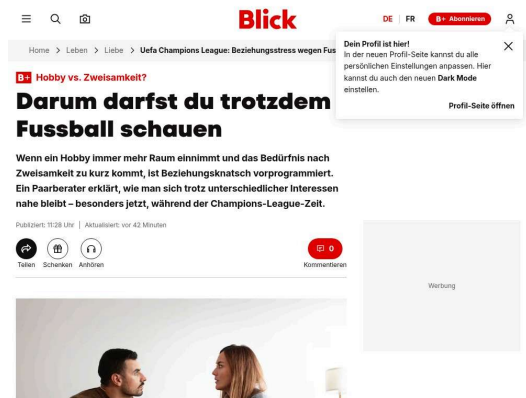 Blick
DE | FR
B+ Abonnieren
Home > Leben > Liebe > Uefa Champions League: Beziehungsstress wegen Fus
Dein Profil ist hier!
In der neuen Profil-Seite kannst du alle
persönlichen Einstellungen anpassen. Hier
kannst du auch den neuen Dark Mode
einstellen.
Profil-Seite öffnen
B+ Hobby vs. Zweisamkeit?
Darum darfst du trotzdem
Fussball schauen
Wenn ein Hobby immer mehr Raum einnimmt und das Bedürfnis nach
Zweisamkeit zu kurz kommt, ist Beziehungsknatsch vorprogrammiert.
Ein Paarberater erklärt, wie man sich trotz unterschiedlicher Interessen
nahe bleibt – besonders jetzt, während der Champions-League-Zeit.
Publiziert: 11:28 Uhr | Aktualisiert: vor 42 Minuten
0
Teilen Schenken Anhören Kommentieren
Werbung